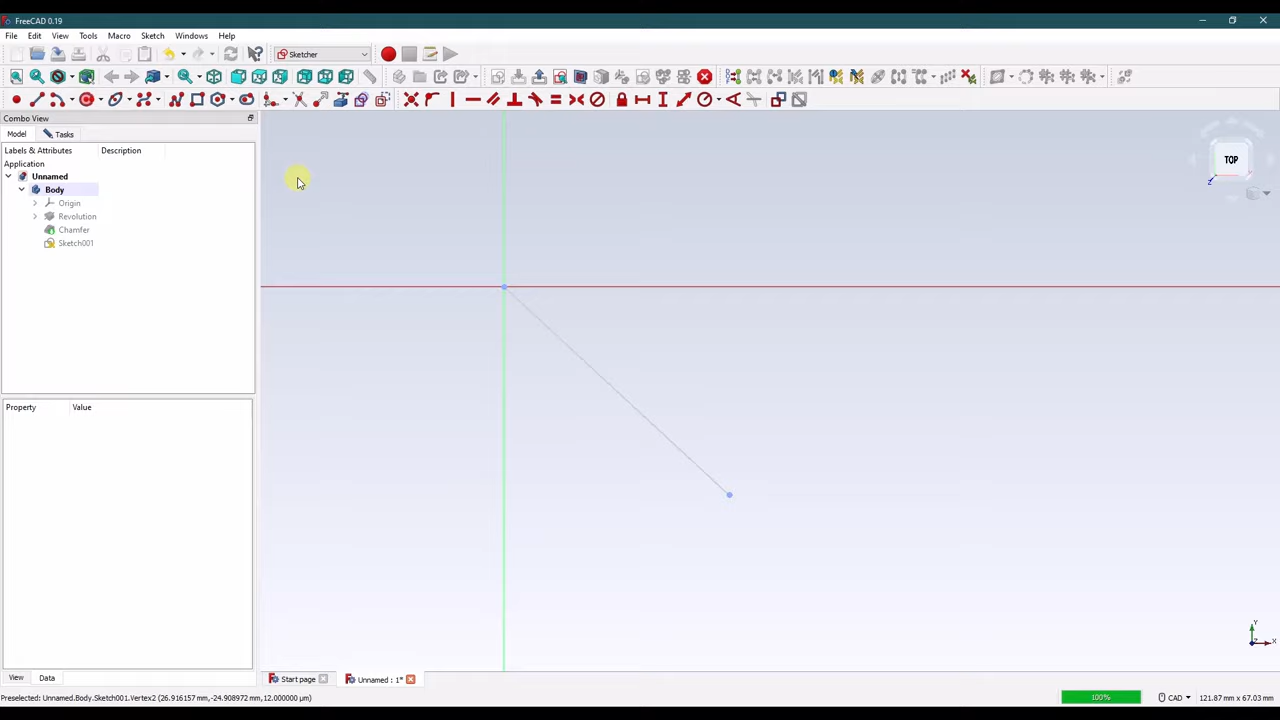 FreeCAD 0.19
File Edit View Tools Macro Sketch Windows Help
Sketcher
Combo View
Model Tasks
Labels & Attributes Description
Application
Unnamed
Body
Origin
Revolution
Chamfer
Sketch001
TOP
Z
Property Value
Y
Z X
View Data
Start page Unnamed : 1*
Preselected: Unnamed.Body.Sketch001.Vertex2 (26.916157 mm,-24.908972 mm,12.000000 µm) 100% CAD 121.87 mm x 67.03 mm